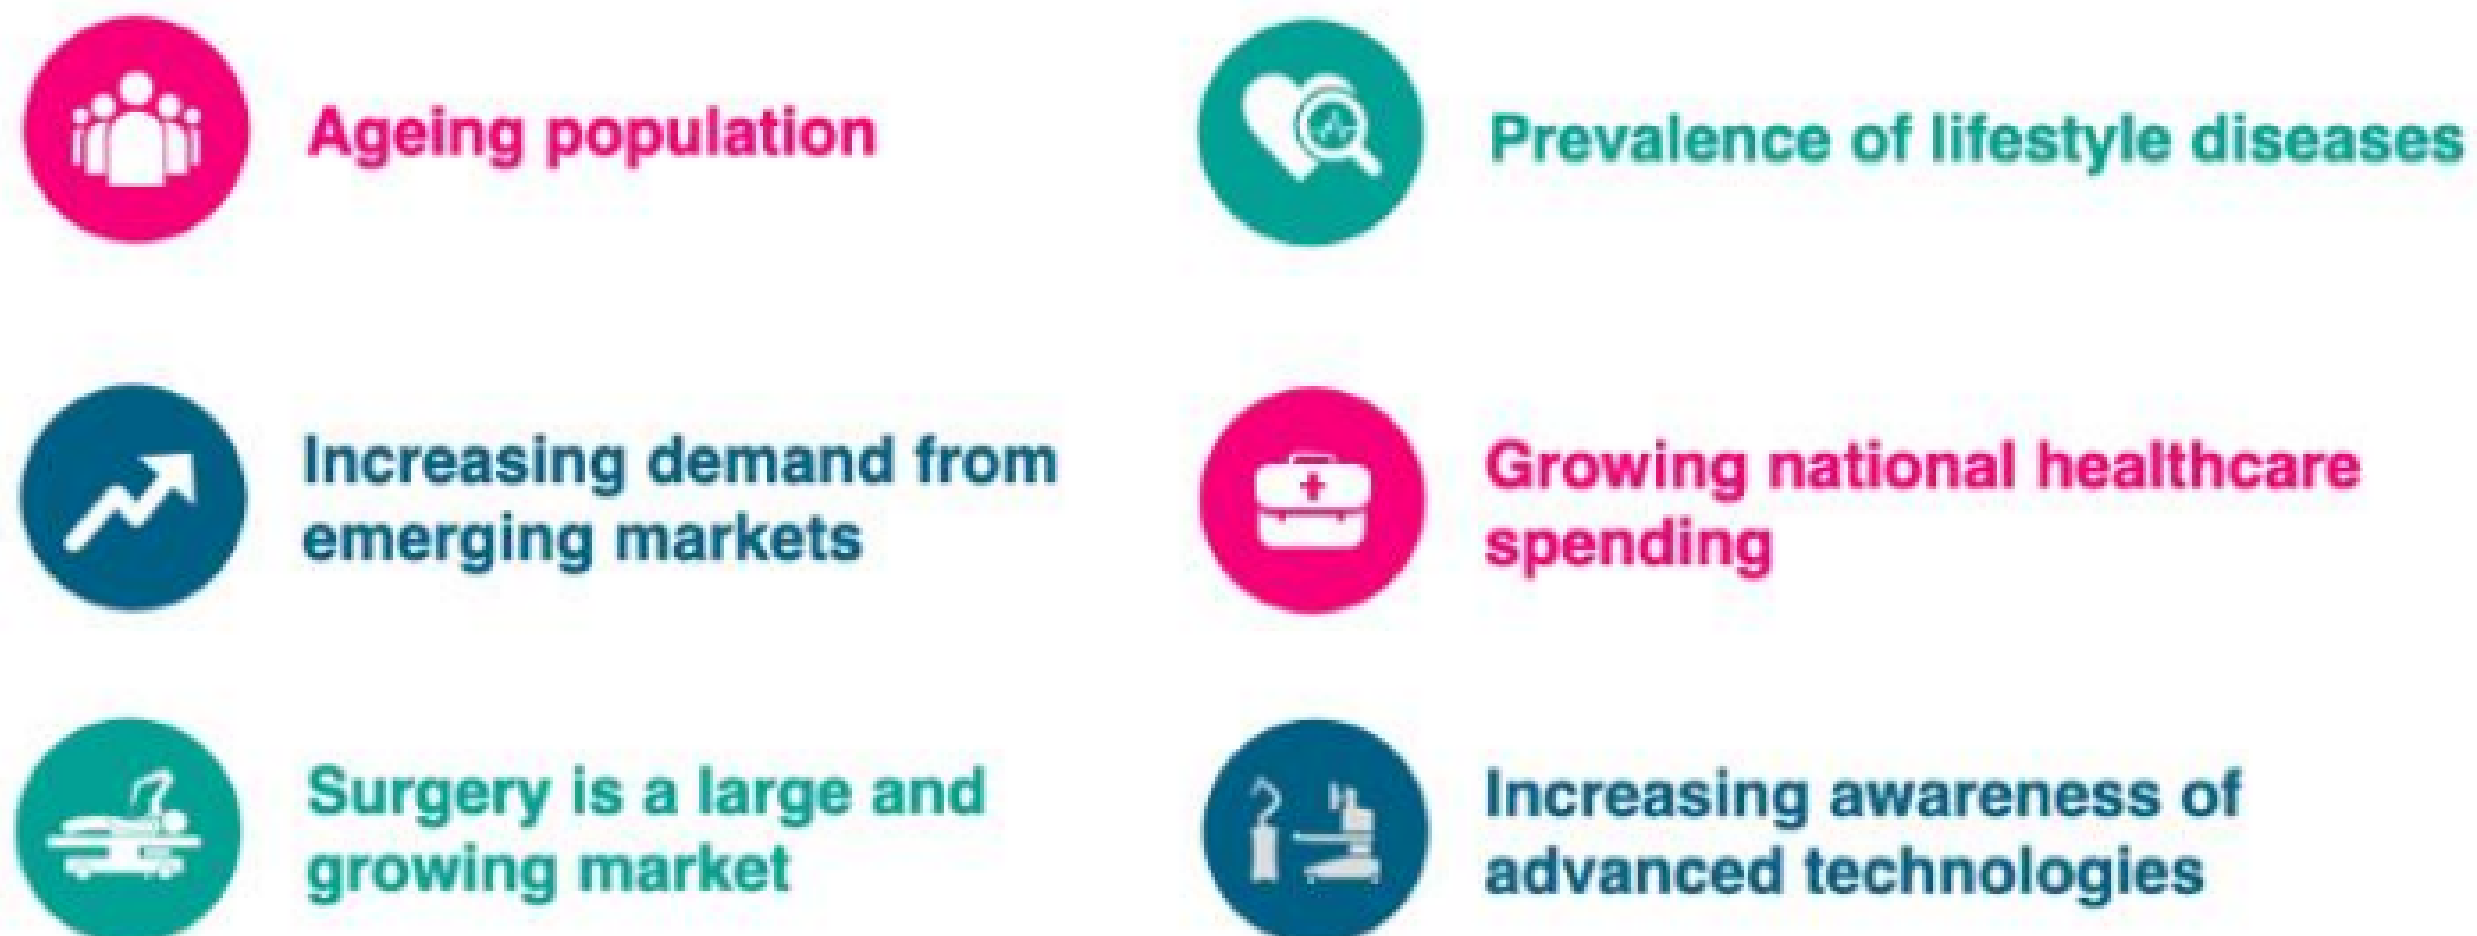 Ageing population
Prevalence of lifestyle diseases
Increasing demand from
emerging markets
Growing national healthcare
spending
Surgery is a large and
growing market
Increasing awareness of
advanced technologies